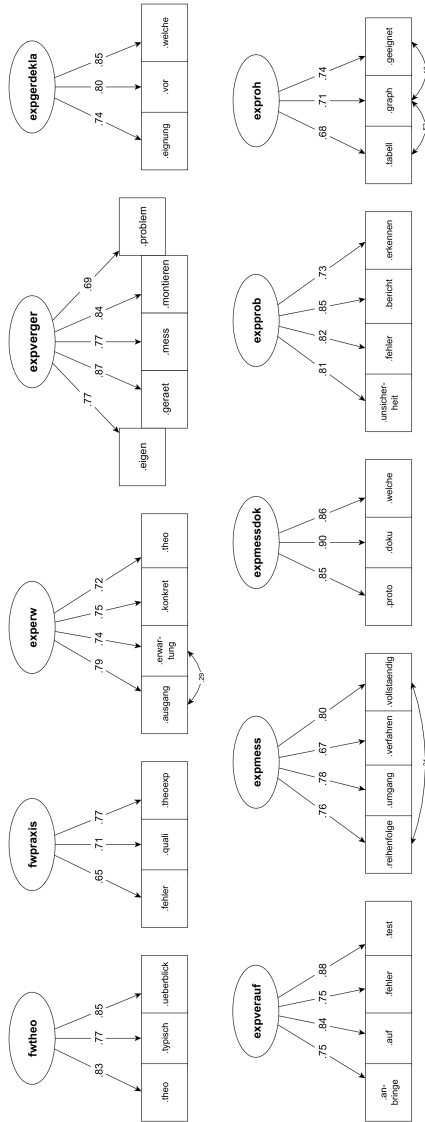 fwtheo
.83
.77
.85
.theo
.typisch
.ueberblick
fwpraxis
.65
.71
.77
.fehler
.quali
.theoexp
experw
.79
.74
.75
.72
.ausgang
.erwar-
tung
.konkret
.theo
.29
expverger
.77
.87
.77
.84
.69
.eigen
.geraet
.mess
.montieren
.problem
expgerdekla
.74
.80
.85
.eignung
.vor
.welche
expverauf
.75
.84
.75
.88
.an-
bringe
.auf
.fehler
.test
expmess
.76
.78
.67
.80
.reihenfolge
.umgang
.verfahren
.vollstaendig
expmessdok
.85
.90
.86
.proto
.doku
.welche
expprob
.81
.82
.85
.73
.unsicher-
heit
.fehler
.bericht
.erkennen
exproh
.68
.71
.74
.tabell
.graph
.geeignet